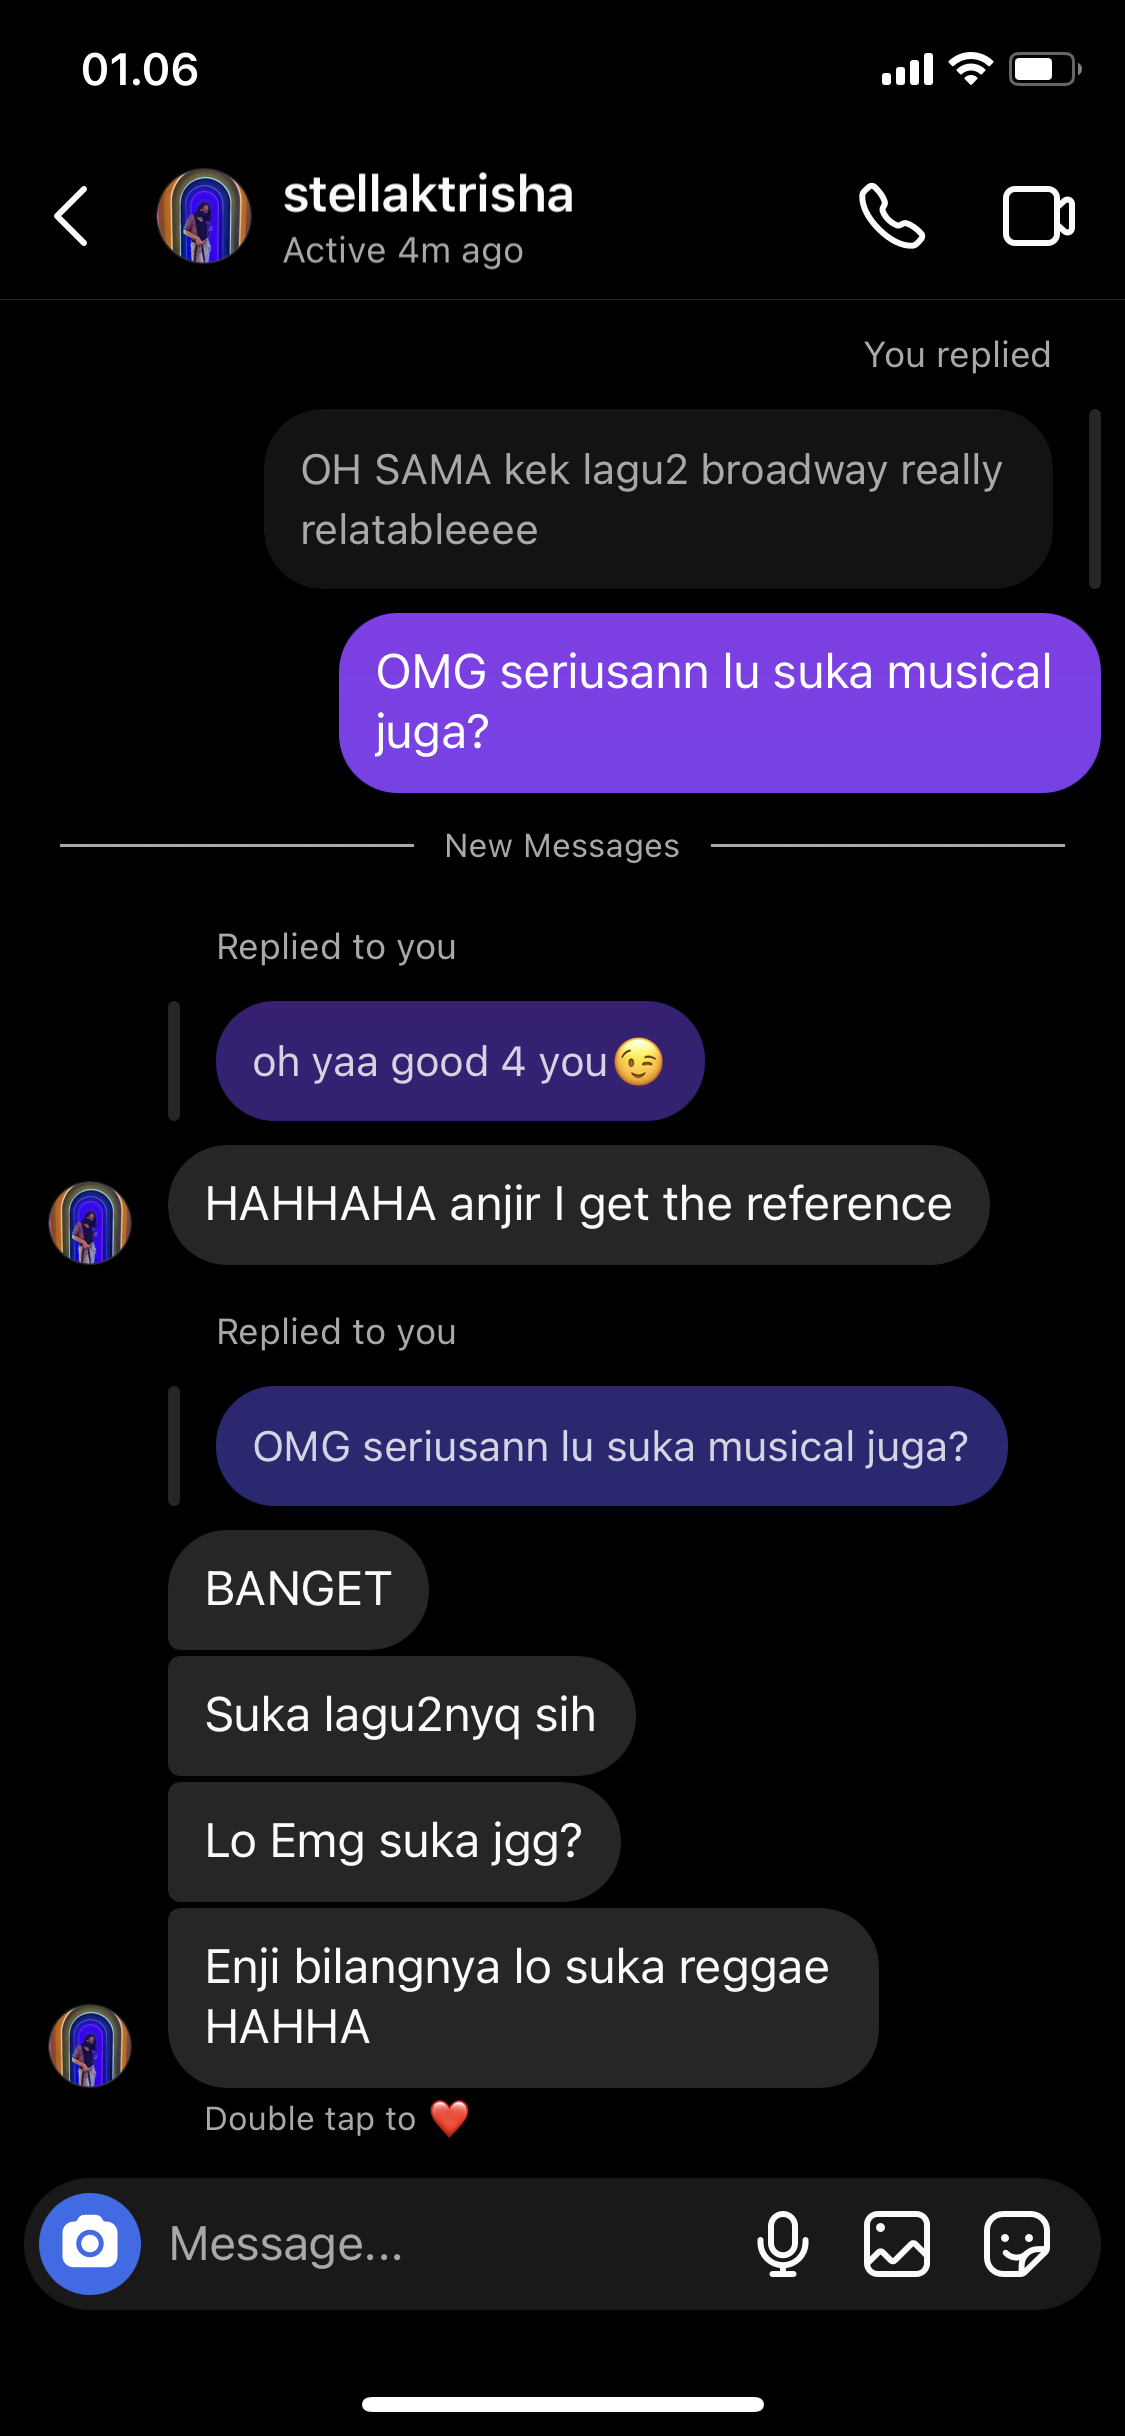 01.06
stellaktrisha
Active 4m ago
You replied
OH SAMA kek lagu2 broadway really
relatableeee
OMG seriusann lu suka musical
juga?
New Messages
Replied to you
oh yaa good 4 you😉
HAHHAHA anjir I get the reference
Replied to you
OMG seriusann lu suka musical juga?
BANGET
Suka lagu2nyq sih
Lo Emg suka jgg?
Enji bilangnya lo suka reggae
HAHHA
Double tap to ❤️
Message...